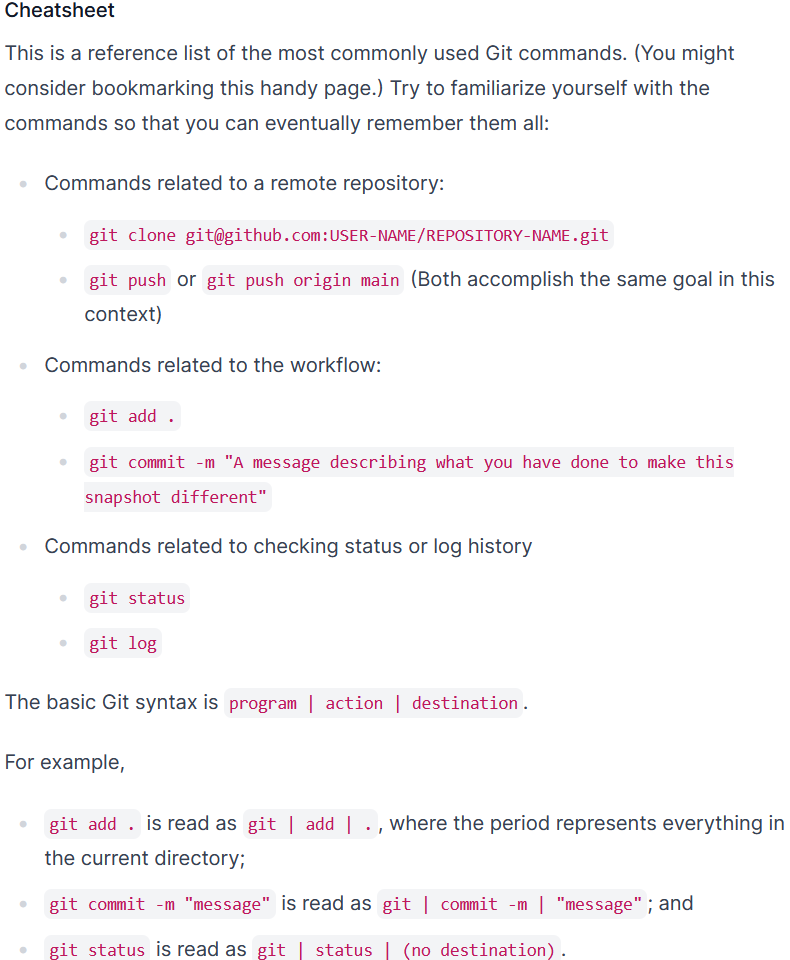 Cheatsheet
This is a reference list of the most commonly used Git commands. (You might
consider bookmarking this handy page.) Try to familiarize yourself with the
commands so that you can eventually remember them all:
Commands related to a remote repository:
git clone git@github.com:USER-NAME/REPOSITORY-NAME.git
git push or git push origin main (Both accomplish the same goal in this
context)
Commands related to the workflow:
git add .
git commit -m "A message describing what you have done to make this
snapshot different"
Commands related to checking status or log history
git status
git log
The basic Git syntax is program | action | destination.
For example,
git add . is read as git | add | ., where the period represents everything in
the current directory;
git commit -m "message" is read as git | commit -m | "message"; and
git status is read as git | status | (no destination).